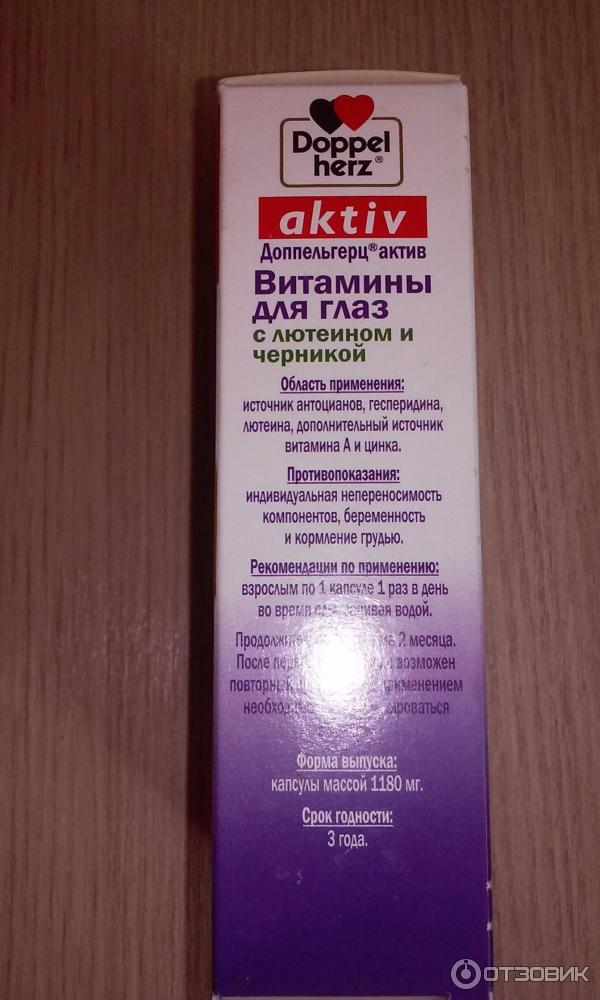 Doppel
herz®
aktiv
Доппельгерц®актив
Витамины
для глаз
с лютеином и
черникой
Область применения:
источник антоцианов, гесперидина,
лютеина, дополнительный источник
витамина А и цинка.
Противопоказания:
индивидуальная непереносимость
компонентов, беременность
и кормление грудью.
Рекомендации по применению:
взрослым по 1 капсуле 1 раз в день
во время запивая водой.
2 месяца.
После возможен
повторный применением
Форма выпуска:
капсулы массой 1180 мг.
Срок годности:
3 года.
ОТЗОВИК